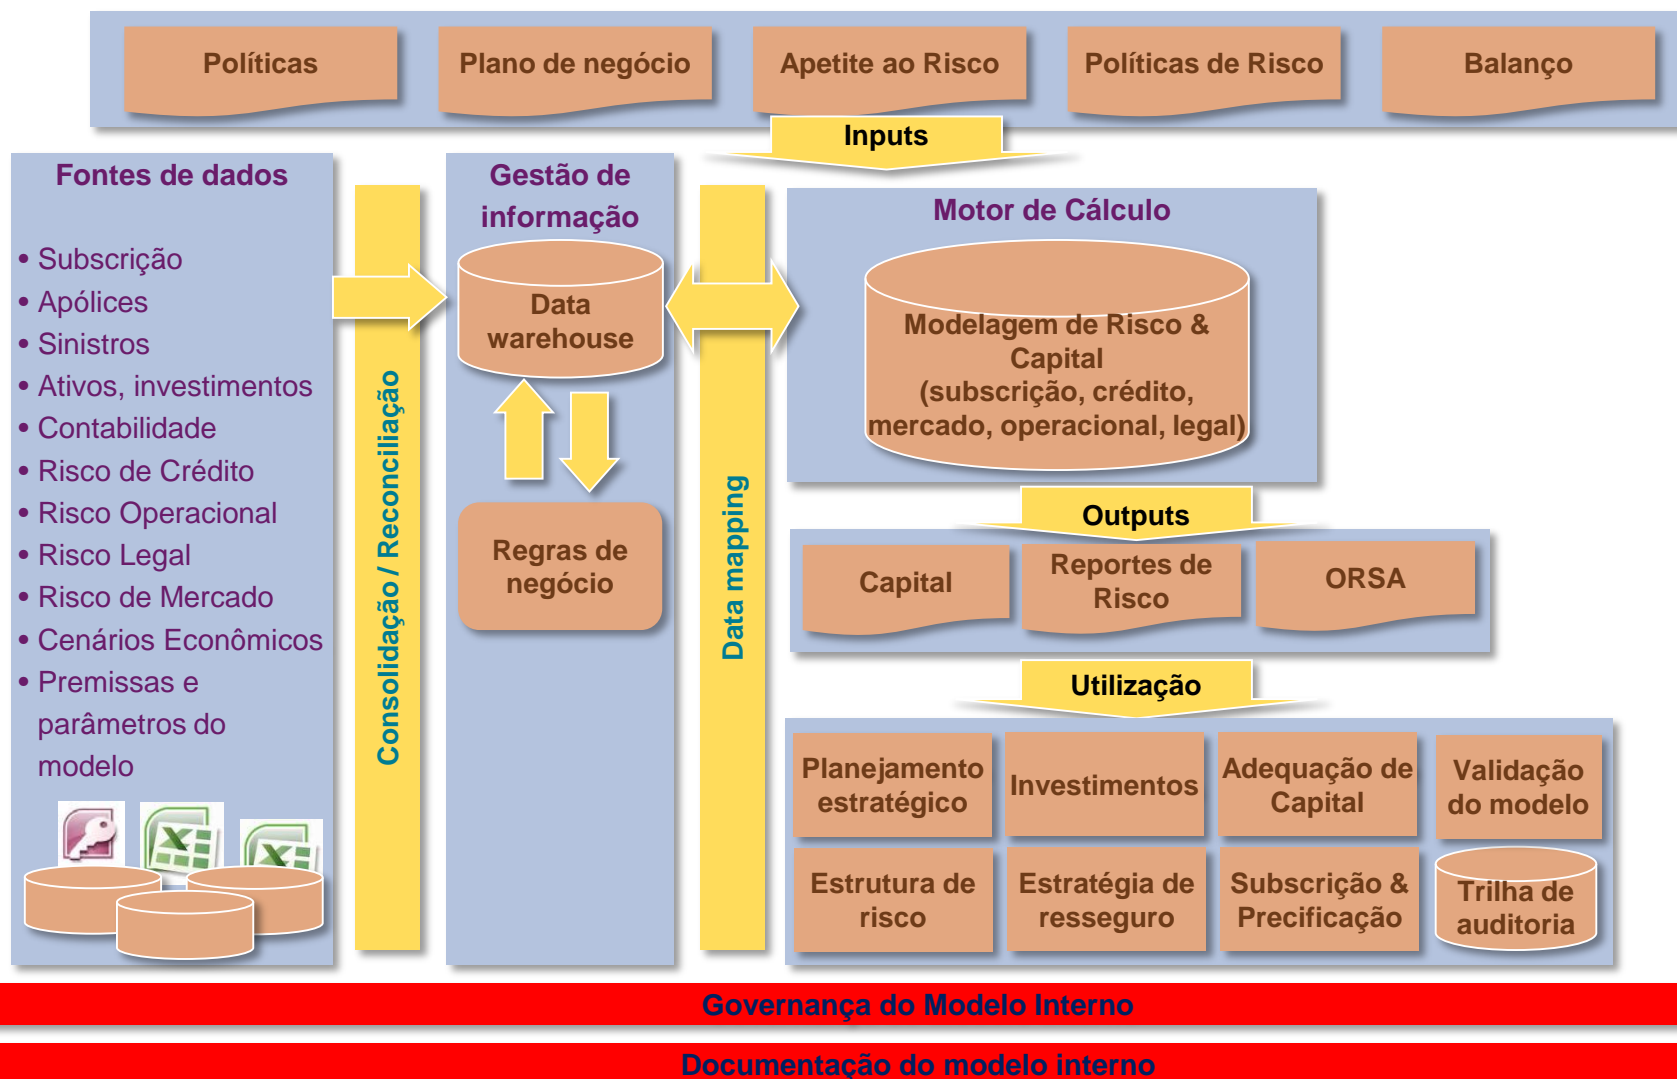 Políticas
Plano de negócio
Apetite ao Risco
Políticas de Risco
Balanço
Inputs
Fontes de dados
• Subscrição
• Apólices
• Sinistros
• Ativos, investimentos
• Contabilidade
• Risco de Crédito
• Risco Operacional
• Risco Legal
• Risco de Mercado
• Cenários Econômicos
• Premissas e
parâmetros do
modelo
Consolidação / Reconciliação
Gestão de
informação
Data
warehouse
Regras de
negócio
Data mapping
Motor de Cálculo
Modelagem de Risco &
Capital
(subscrição, crédito,
mercado, operacional, legal)
Outputs
Capital
Reportes de
Risco
ORSA
Utilização
Planejamento
estratégico
Investimentos
Adequação de
Capital
Validação
do modelo
Estrutura de
risco
Estratégia de
resseguro
Subscrição &
Precificação
Trilha de
auditoria
Governança do Modelo Interno
Documentação do modelo interno